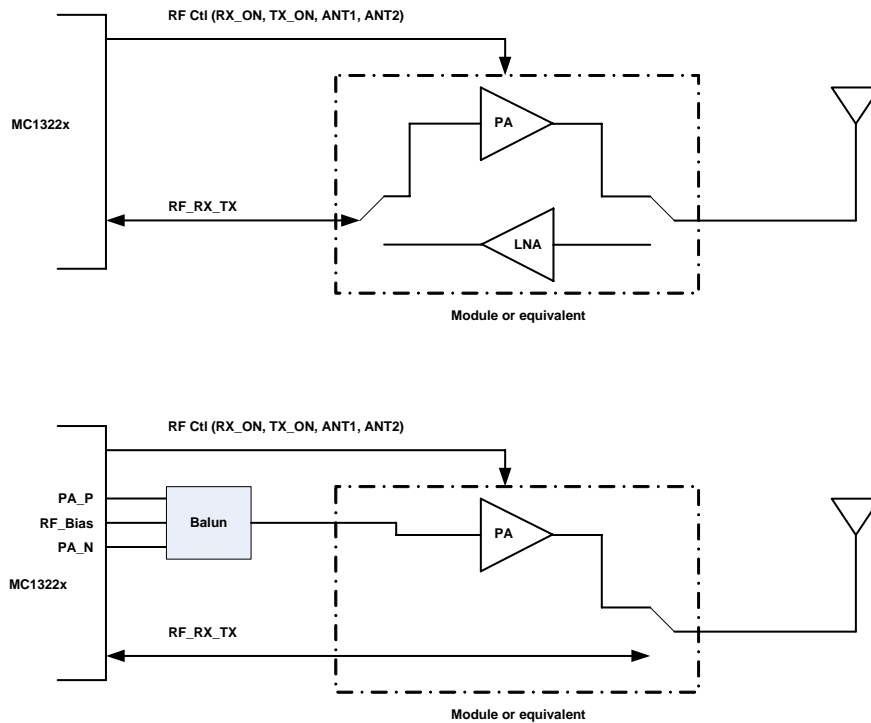 RF Ctl (RX_ON, TX_ON, ANT1, ANT2)
MC1322x
PA
RF_RX_TX
LNA
Module or equivalent
RF Ctl (RX_ON, TX_ON, ANT1, ANT2)
PA_P
RF_Bias
PA_N
Balun
PA
MC1322x
RF_RX_TX
Module or equivalent